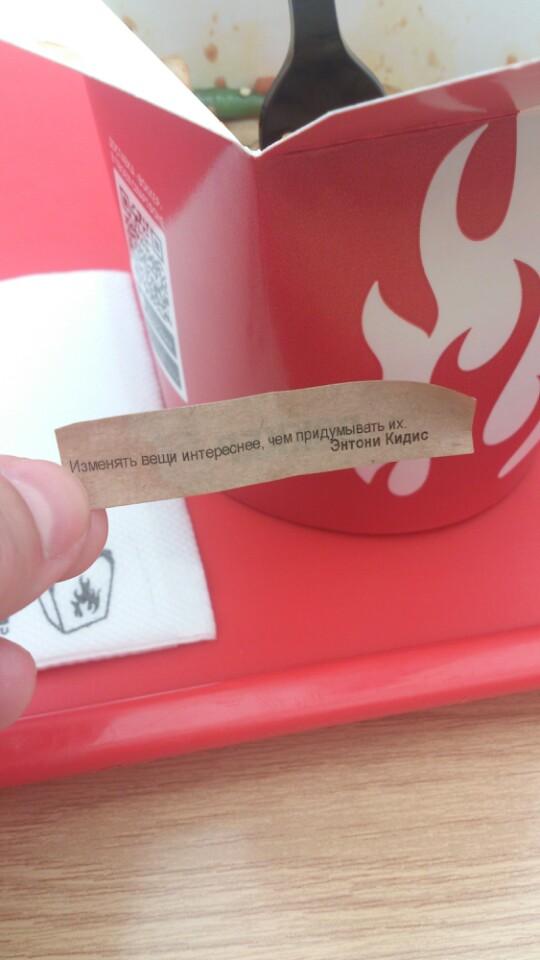 Изменять вещи интереснее, чем придумывать их.
Энтони Кидис